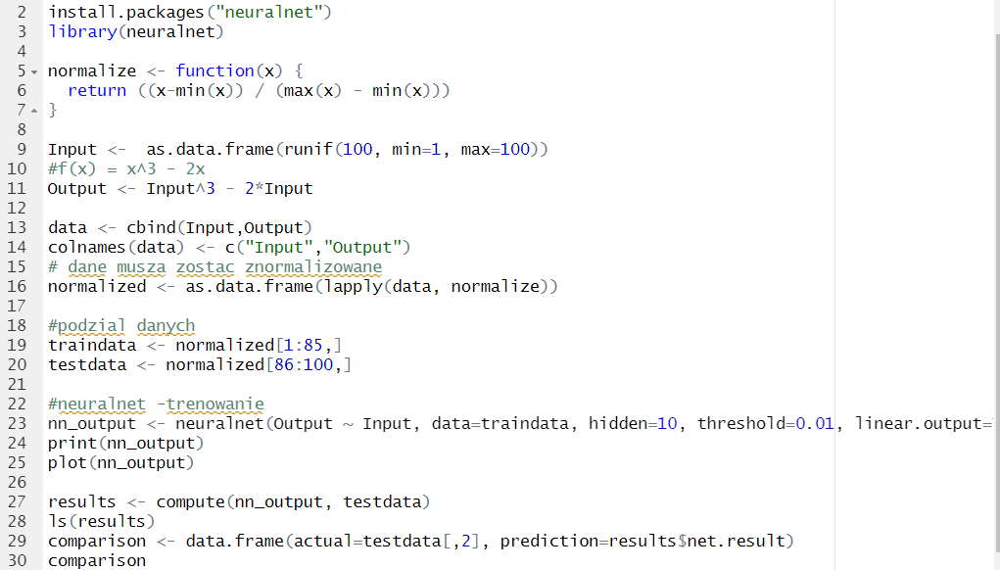 2 install.packages("neuralnet")
3 library(neuralnet)
4
5 normalize <- function(x) {
6   return ((x-min(x)) / (max(x) - min(x)))
7 }
8
9 Input <-  as.data.frame(runif(100, min=1, max=100))
10 #f(x) = x^3 - 2x
11 Output <- Input^3 - 2*Input
12
13 data <- cbind(Input,Output)
14 colnames(data) <- c("Input","Output")
15 # dane musza zostac znormalizowane
16 normalized <- as.data.frame(lapply(data, normalize))
17
18 #podzial danych
19 traindata <- normalized[1:85,]
20 testdata <- normalized[86:100,]
21
22 #neuralnet -trenowanie
23 nn_output <- neuralnet(Output ~ Input, data=traindata, hidden=10, threshold=0.01, linear.output=
24 print(nn_output)
25 plot(nn_output)
26
27 results <- compute(nn_output, testdata)
28 ls(results)
29 comparison <- data.frame(actual=testdata[,2], prediction=results$net.result)
30 comparison